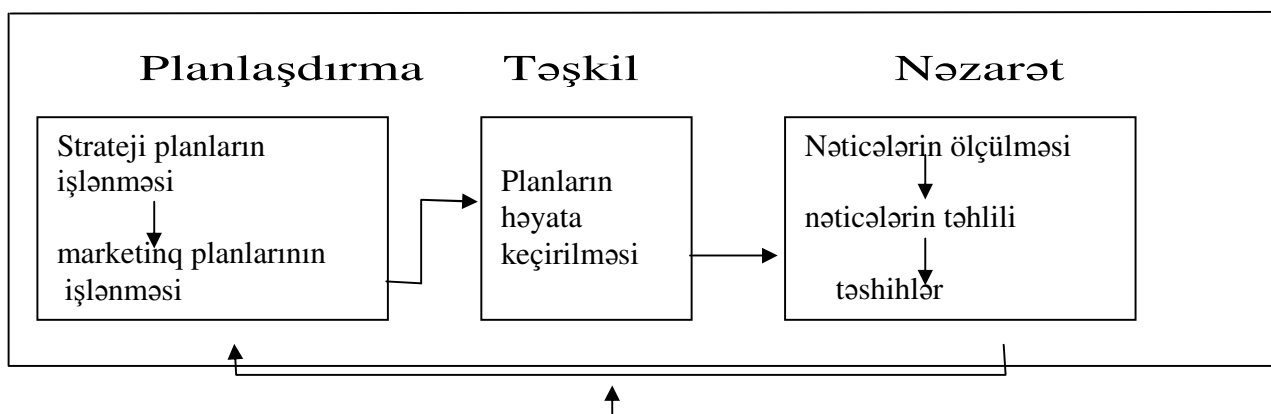 Planlaşdırma Təşkil Nəzarət
Strateji planların
işlənməsi
marketinq planlarının
işlənməsi
Planların
həyata
keçirilməsi
Nəticələrin ölçülməsi
nəticələrin təhlili
təshihlər